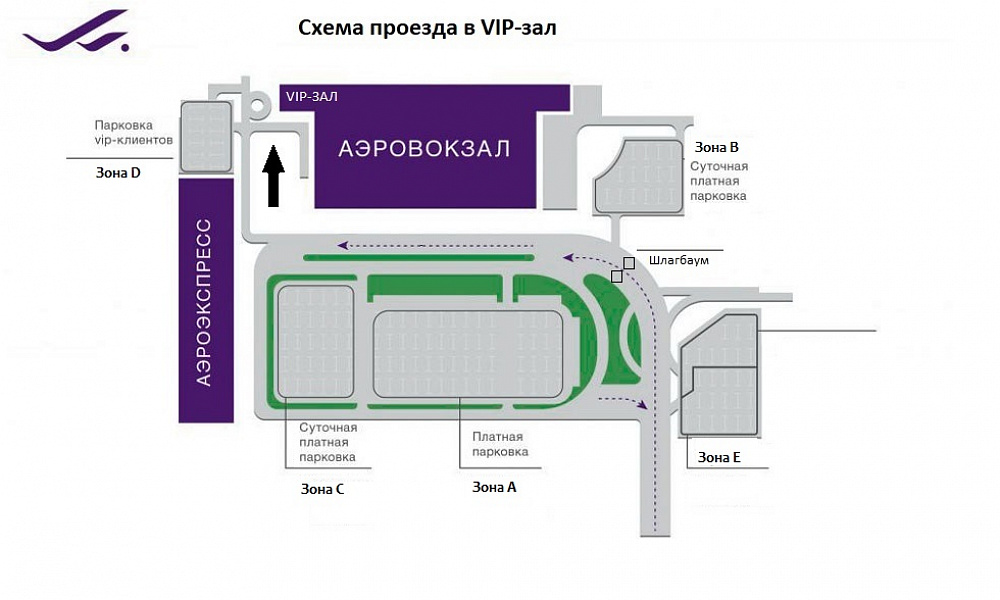 Схема проезда в VIP-зал
VIP-ЗАЛ
АЭРОВОКЗАЛ
Парковка
vip-клиентов
Зона D
Зона B
Суточная
платная
парковка
Шлагбаум
АЭРОЭКСПРЕСС
Суточная
платная
парковка
Зона C
Платная
парковка
Зона A
Зона E